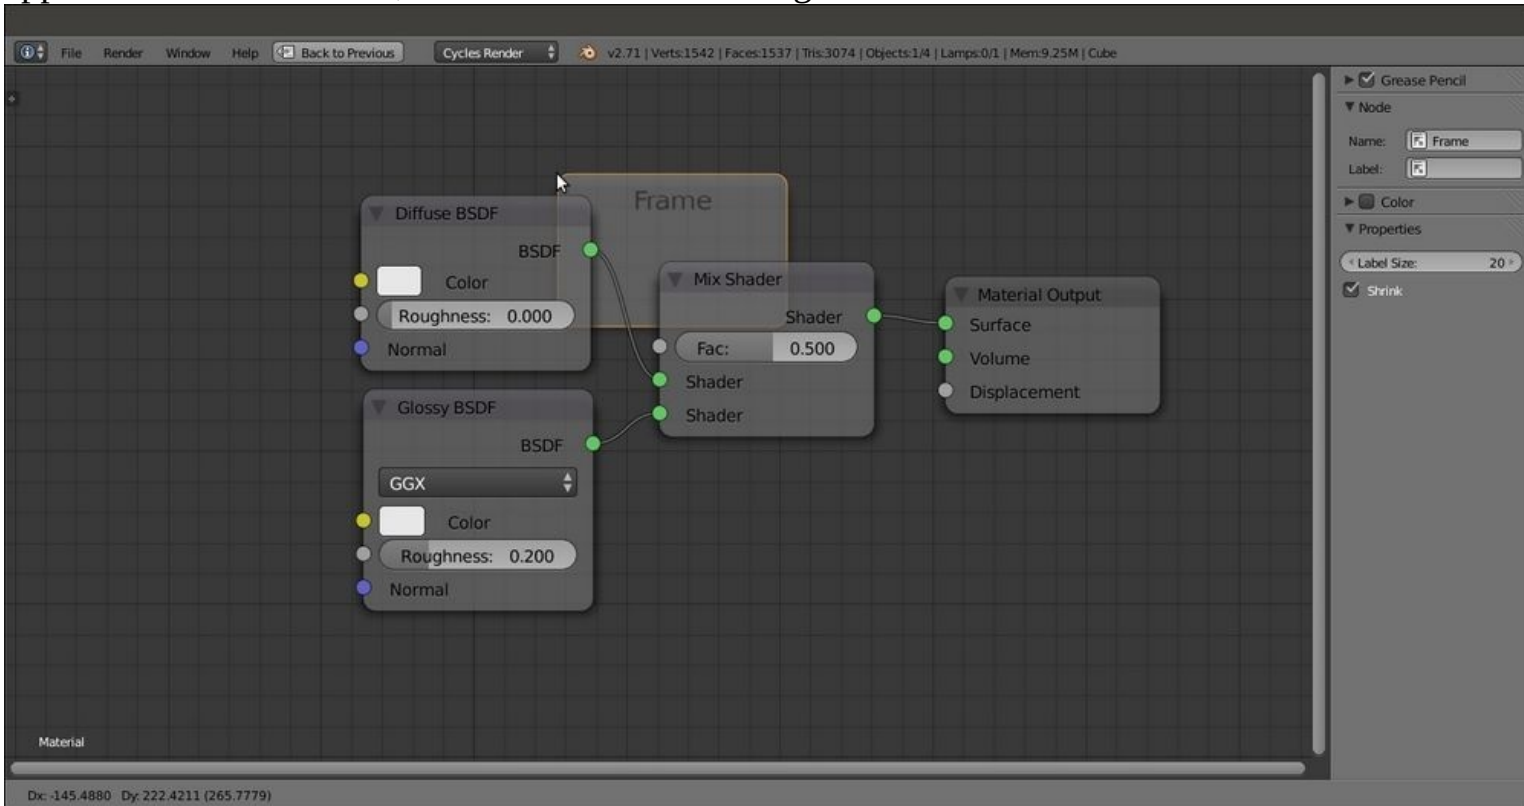 File Render Window Help Back to Previous Cycles Render v2.71 | Verts:1542 | Faces:1537 | Tris:3074 | Objects:1/4 | Lamps:0/1 | Mem:9.25M | Cube
Grease Pencil
Node
Name: Frame
Label:
Color
Properties
Label Size: 20
Shrink
Frame
Diffuse BSDF
BSDF
Color
Roughness: 0.000
Normal
Glossy BSDF
BSDF
GGX
Color
Roughness: 0.200
Normal
Mix Shader
Shader
Fac: 0.500
Shader
Shader
Material Output
Surface
Volume
Displacement
Material
Dx: -145.4880 Dy: 222.4211 (265.7779)